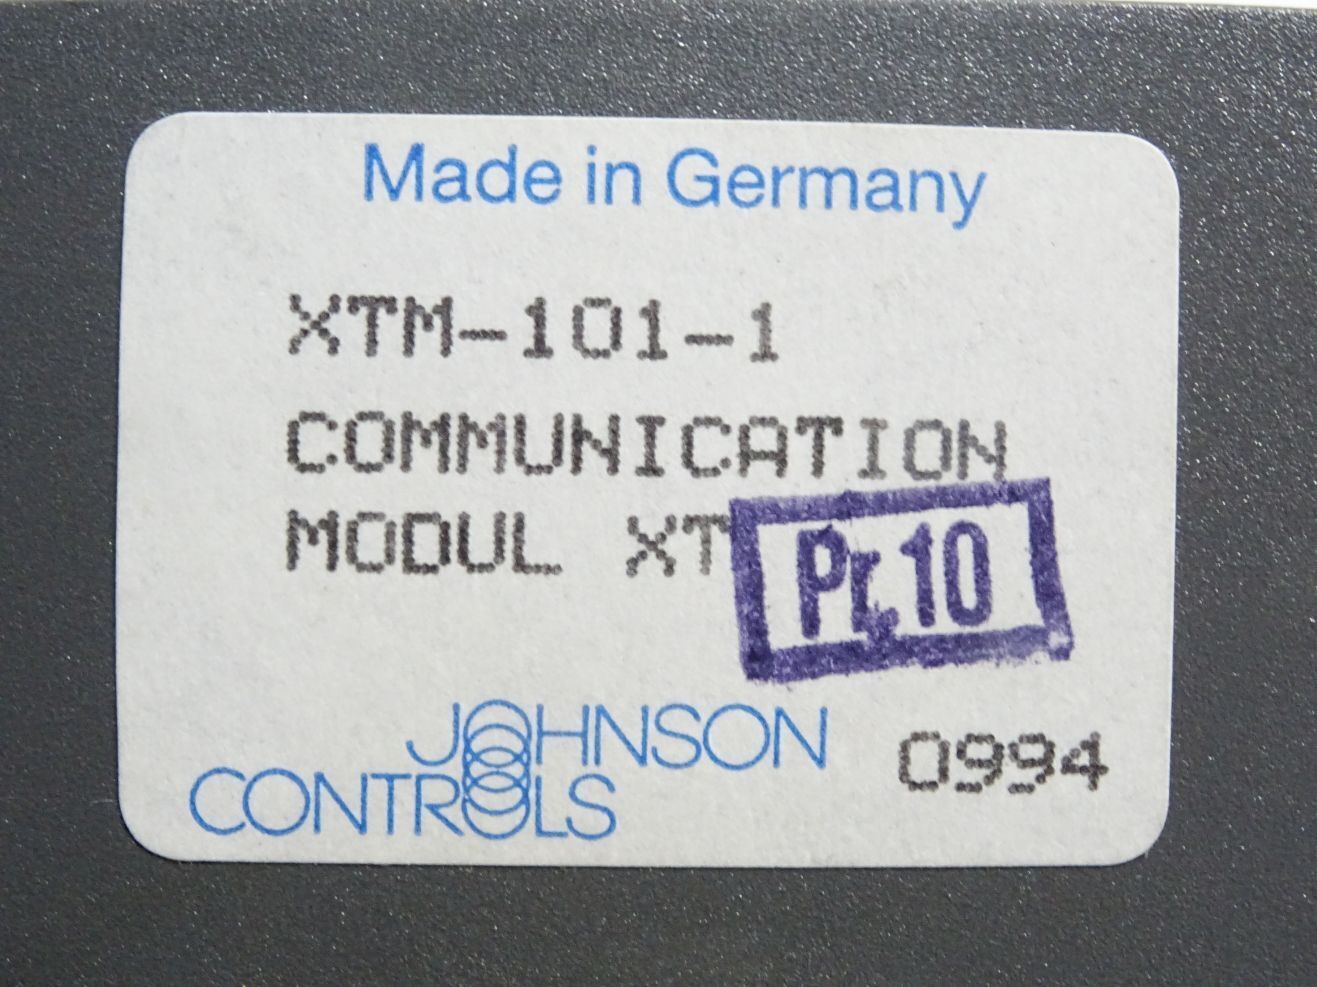 Made in Germany
XTM-101-1
COMMUNICATION
MODUL XT
Pr. 10
JOHNSON
CONTROLS
0994